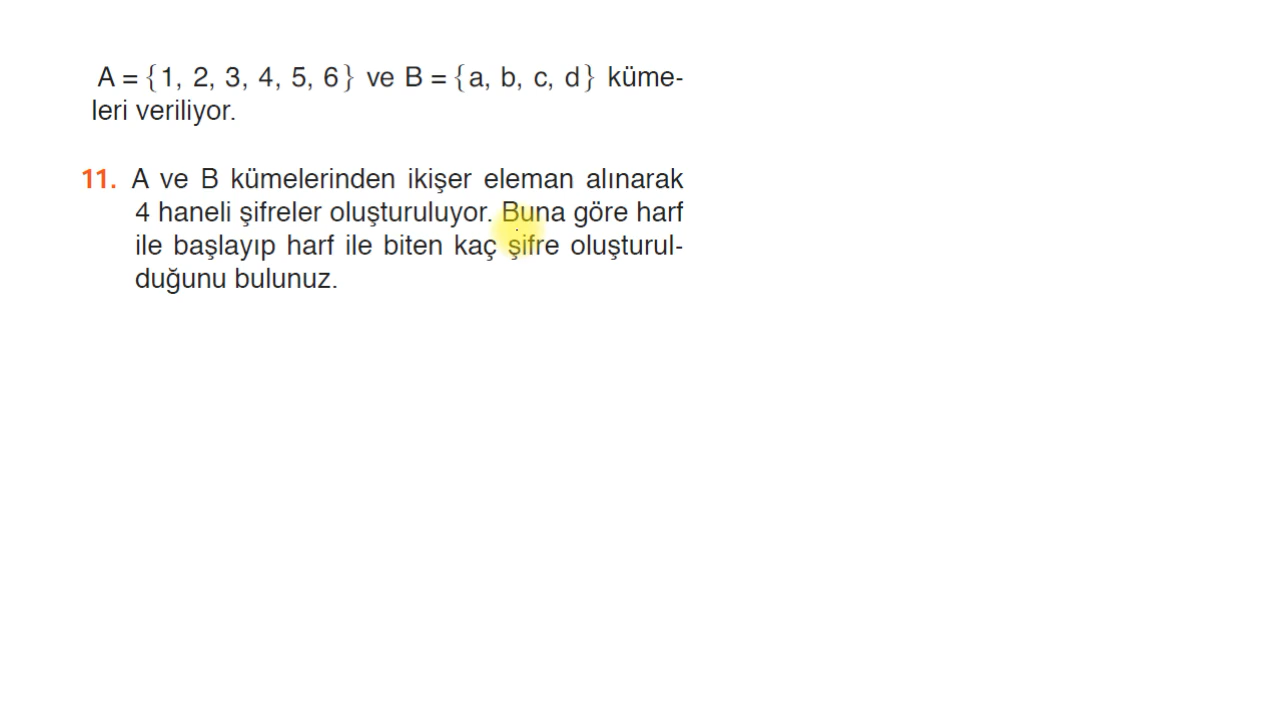 A = {1, 2, 3, 4, 5, 6} ve B = {a, b, c, d} küme-
leri veriliyor.
11. A ve B kümelerinden ikişer eleman alınarak
4 haneli şifreler oluşturuluyor. Buna göre harf
ile başlayıp harf ile biten kaç şifre oluşturul-
duğunu bulunuz.